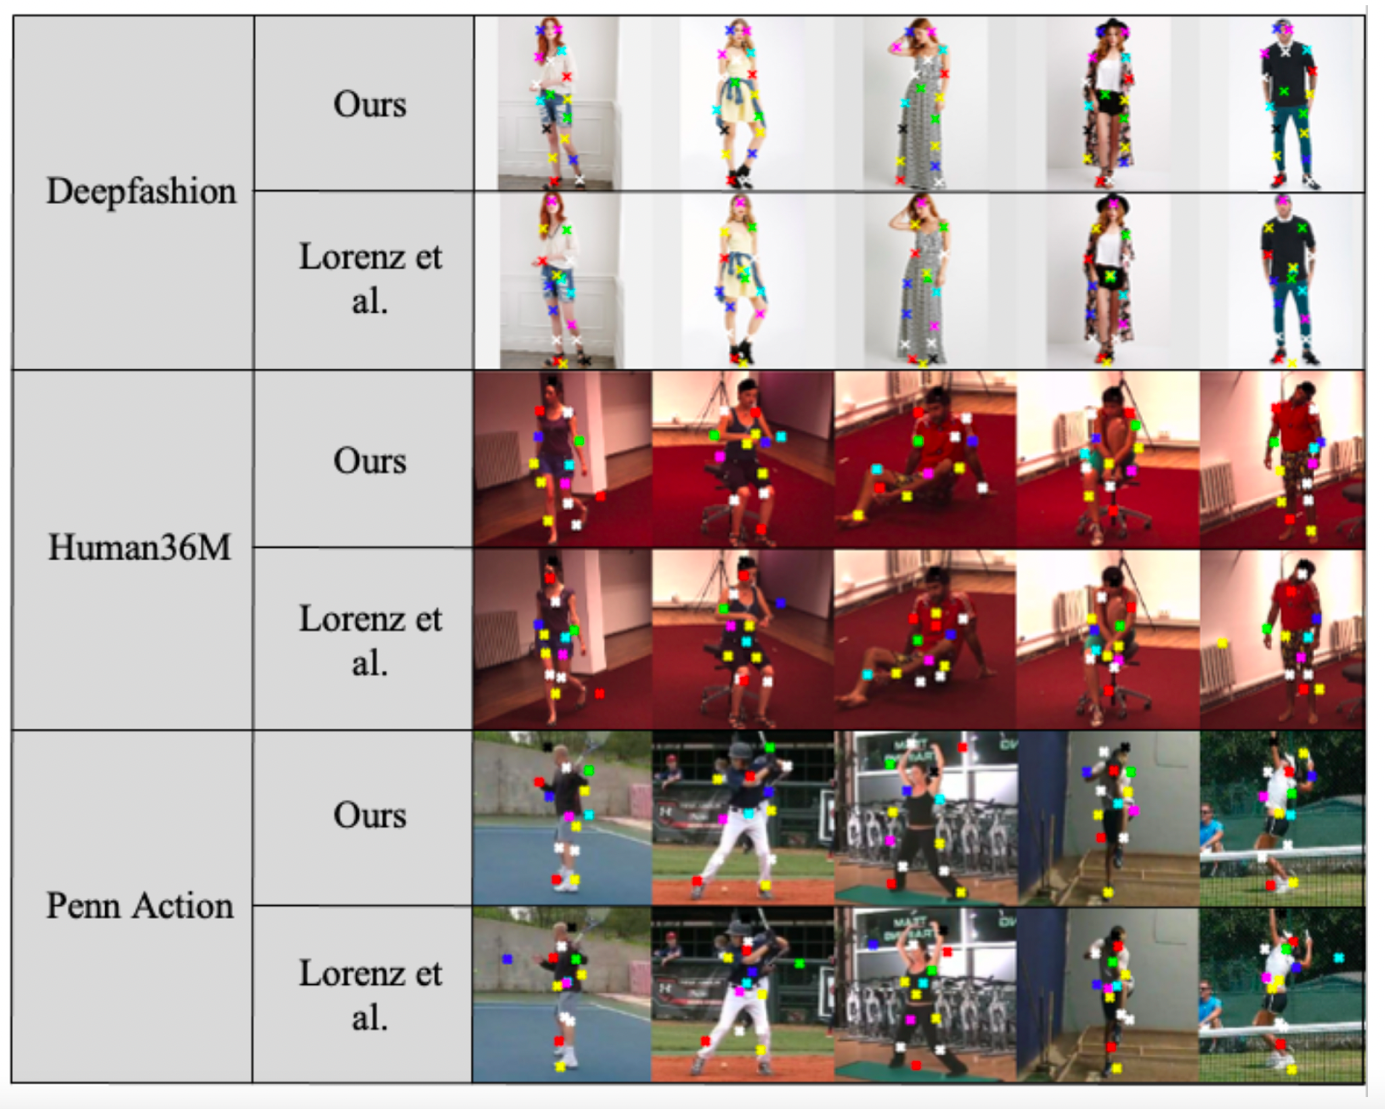 Deepfashion
Ours
Lorenz et
al.
Human36M
Ours
Lorenz et
al.
Penn Action
Ours
Lorenz et
al.